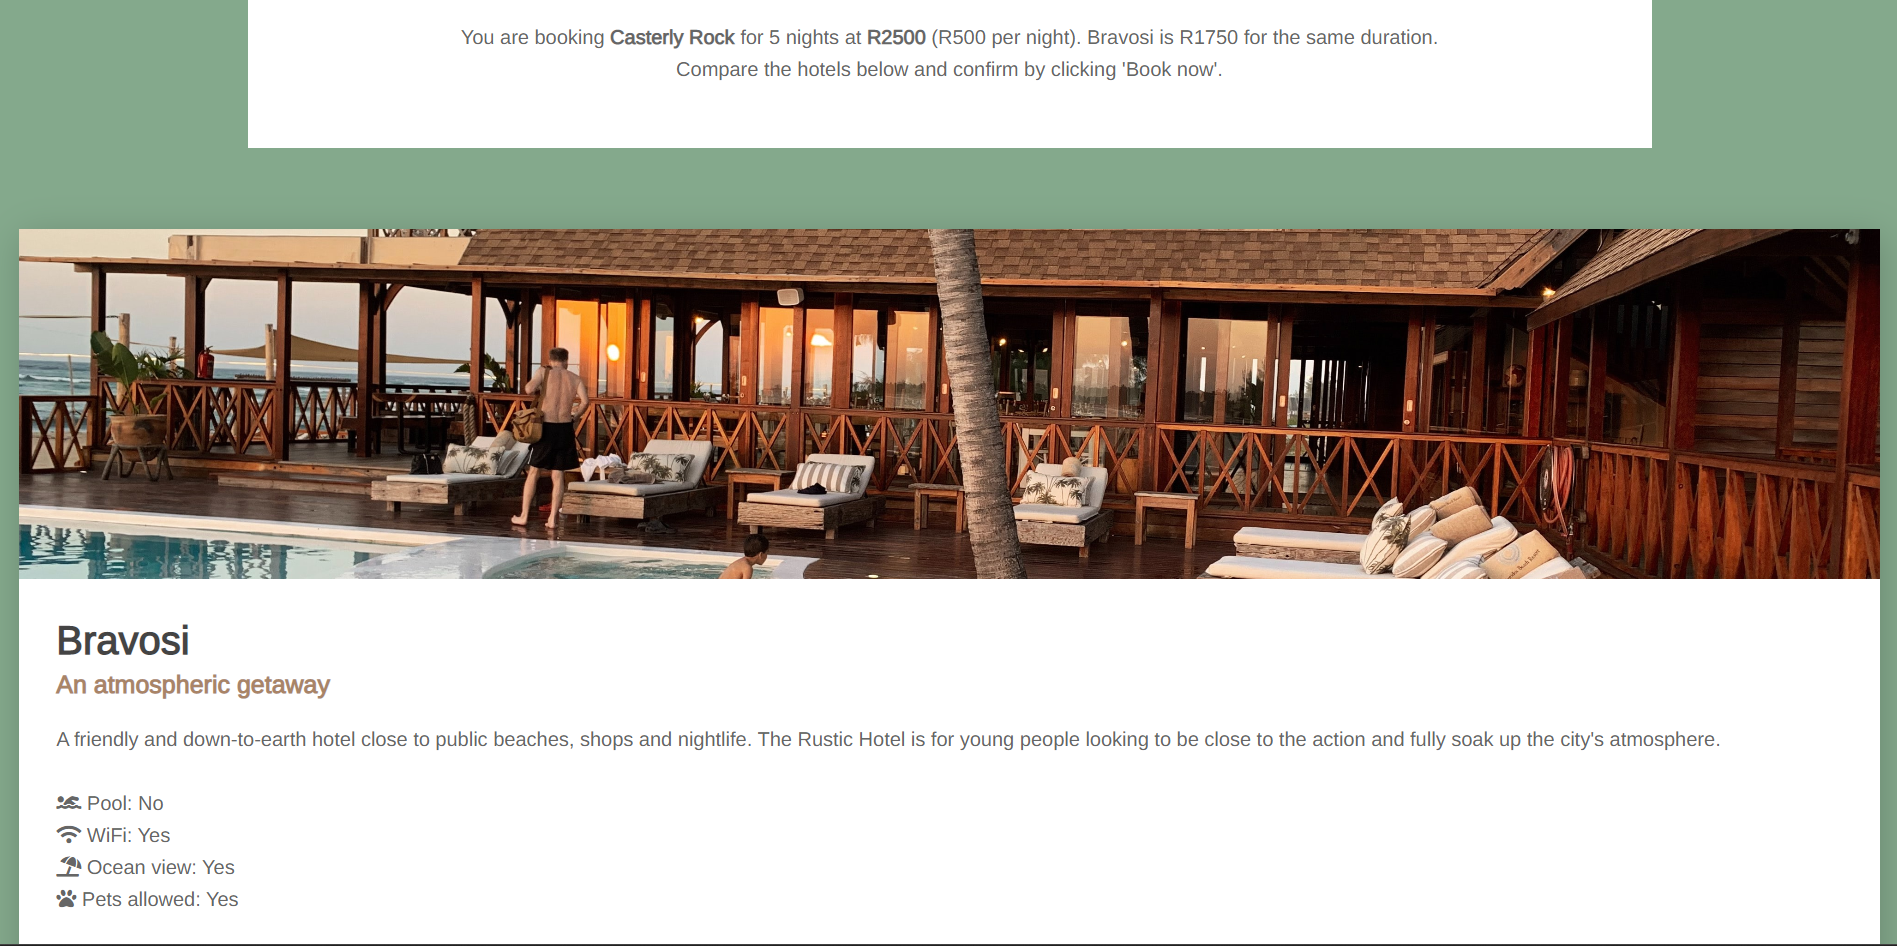 You are booking Casterly Rock for 5 nights at R2500 (R500 per night). Bravosi is R1750 for the same duration.
Compare the hotels below and confirm by clicking 'Book now'.
Bravosi
An atmospheric getaway
A friendly and down-to-earth hotel close to public beaches, shops and nightlife. The Rustic Hotel is for young people looking to be close to the action and fully soak up the city's atmosphere.
Pool: No
WiFi: Yes
Ocean view: Yes
Pets allowed: Yes